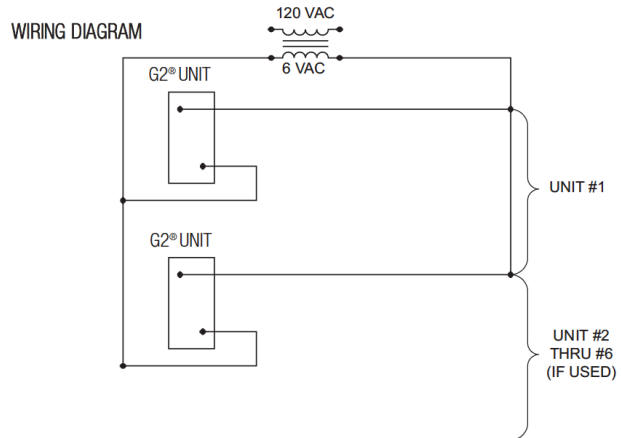 120 VAC
WIRING DIAGRAM
6 VAC
G2® UNIT
UNIT #1
G2® UNIT
UNIT #2
THRU #6
(IF USED)